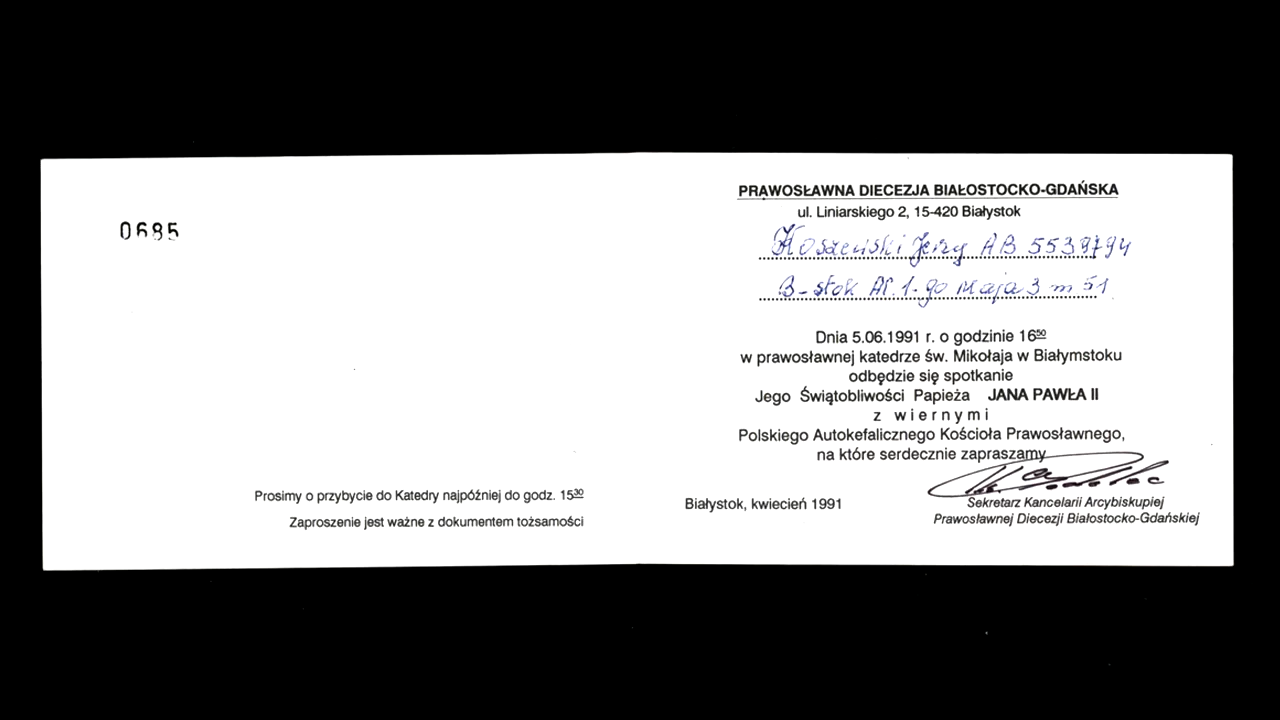 0685
Prosimy o przybycie do Katedry najpóźniej do godz. 15³⁰
Zaproszenie jest ważne z dokumentem tożsamości
PRAWOSŁAWNA DIECEZJA BIAŁOSTOCKO-GDAŃSKA
ul. Liniarskiego 2, 15-420 Białystok
Jerzy AB 5539794
B-stok Al. 1-go Maja 3 m 51
Dnia 5.06.1991 r. o godzinie 16⁵⁰
w prawosławnej katedrze św. Mikołaja w Białymstoku
odbędzie się spotkanie
Jego Świątobliwości Papieża JANA PAWŁA II
z wiernymi
Polskiego Autokefalicznego Kościoła Prawosławnego,
na które serdecznie zapraszamy
Białystok, kwiecień 1991
Sekretarz Kancelarii Arcybiskupiej
Prawosławnej Diecezji Białostocko-Gdańskiej